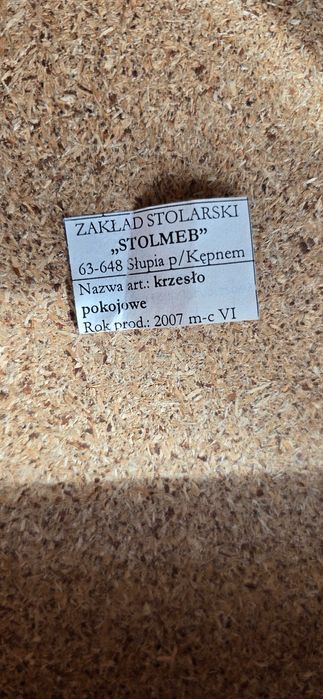 ZAKŁAD STOLARSKI
„STOLMEB”
63-648 Słupia p/Kępnem
Nazwa art.: krzesło
pokojowe
Rok prod.: 2007 m-c VI